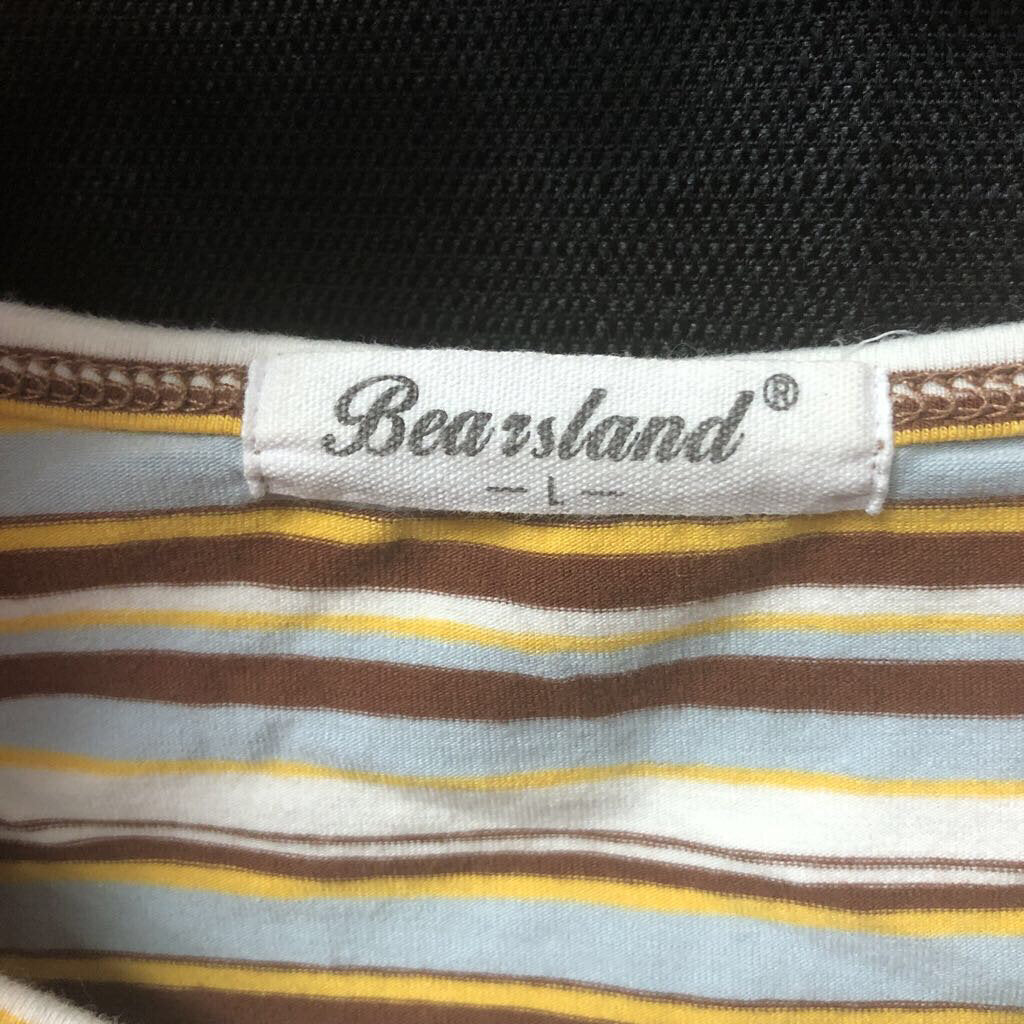 Bearsland®
— L —